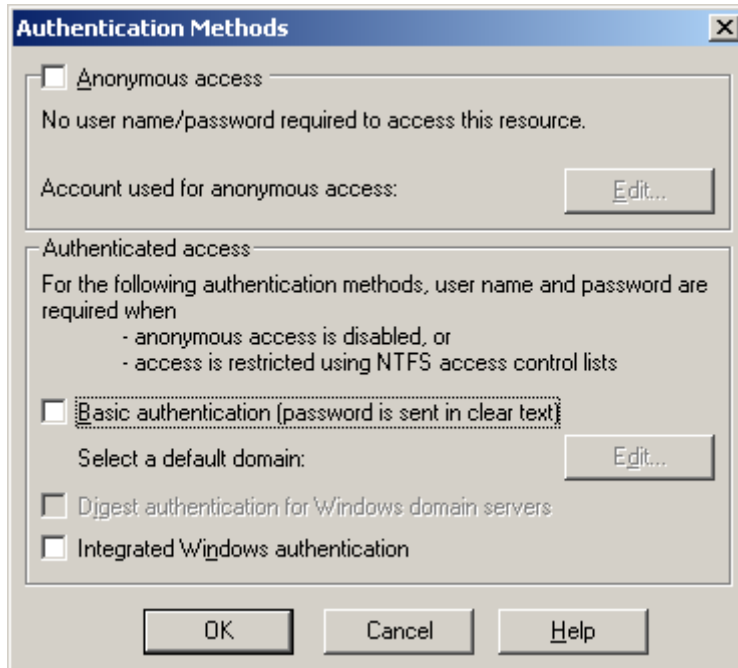 Authentication Methods
Anonymous access
No user name/password required to access this resource.
Account used for anonymous access:
Edit...
Authenticated access
For the following authentication methods, user name and password are
required when
- anonymous access is disabled, or
- access is restricted using NTFS access control lists
Basic authentication (password is sent in clear text)
Select a default domain:
Edit...
Digest authentication for Windows domain servers
Integrated Windows authentication
OK
Cancel
Help